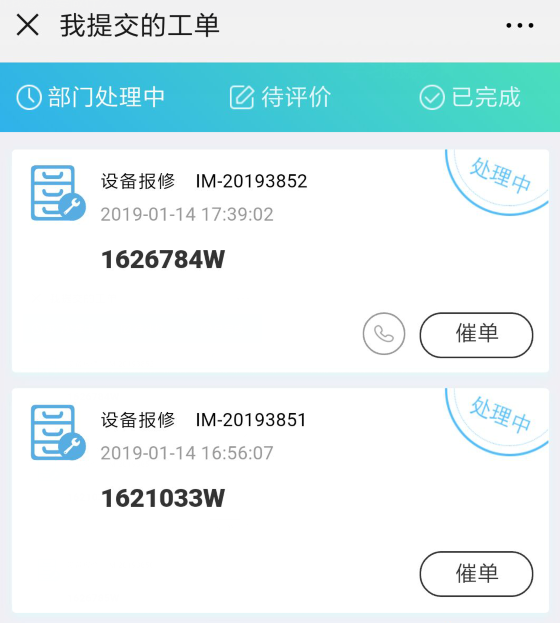 我提交的工单
部门处理中 待评价 已完成
处理中
设备报修 IM-20193852
2019-01-14 17:39:02
1626784W
催单
处理中
设备报修 IM-20193851
2019-01-14 16:56:07
1621033W
催单